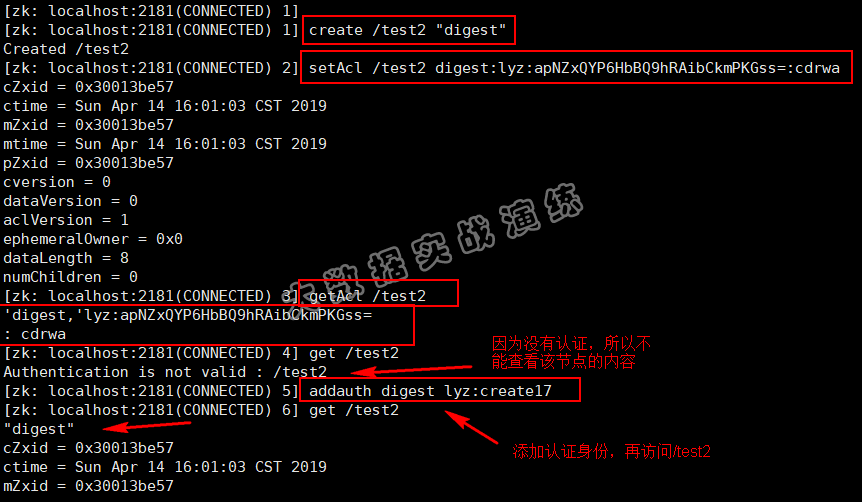 [zk: localhost:2181(CONNECTED) 1]
[zk: localhost:2181(CONNECTED) 1] create /test2 "digest"
Created /test2
[zk: localhost:2181(CONNECTED) 2] setAcl /test2 digest:lyz:apNZxQYP6HbBQ9hRAibCkmPKGss=:cdrwa
cZxid = 0x30013be57
ctime = Sun Apr 14 16:01:03 CST 2019
mZxid = 0x30013be57
mtime = Sun Apr 14 16:01:03 CST 2019
pZxid = 0x30013be57
cversion = 0
dataVersion = 0
aclVersion = 1
ephemeralOwner = 0x0
dataLength = 8
numChildren = 0
大数据实战演练
[zk: localhost:2181(CONNECTED) 3] getAcl /test2
'digest,'lyz:apNZxQYP6HbBQ9hRAibCkmPKGss=
: cdrwa
[zk: localhost:2181(CONNECTED) 4] get /test2
因为没有认证，所以不
能查看该节点的内容
Authentication is not valid : /test2
[zk: localhost:2181(CONNECTED) 5] addauth digest lyz:create17
[zk: localhost:2181(CONNECTED) 6] get /test2
"digest"
添加认证身份，再访问/test2
cZxid = 0x30013be57
ctime = Sun Apr 14 16:01:03 CST 2019
mZxid = 0x30013be57